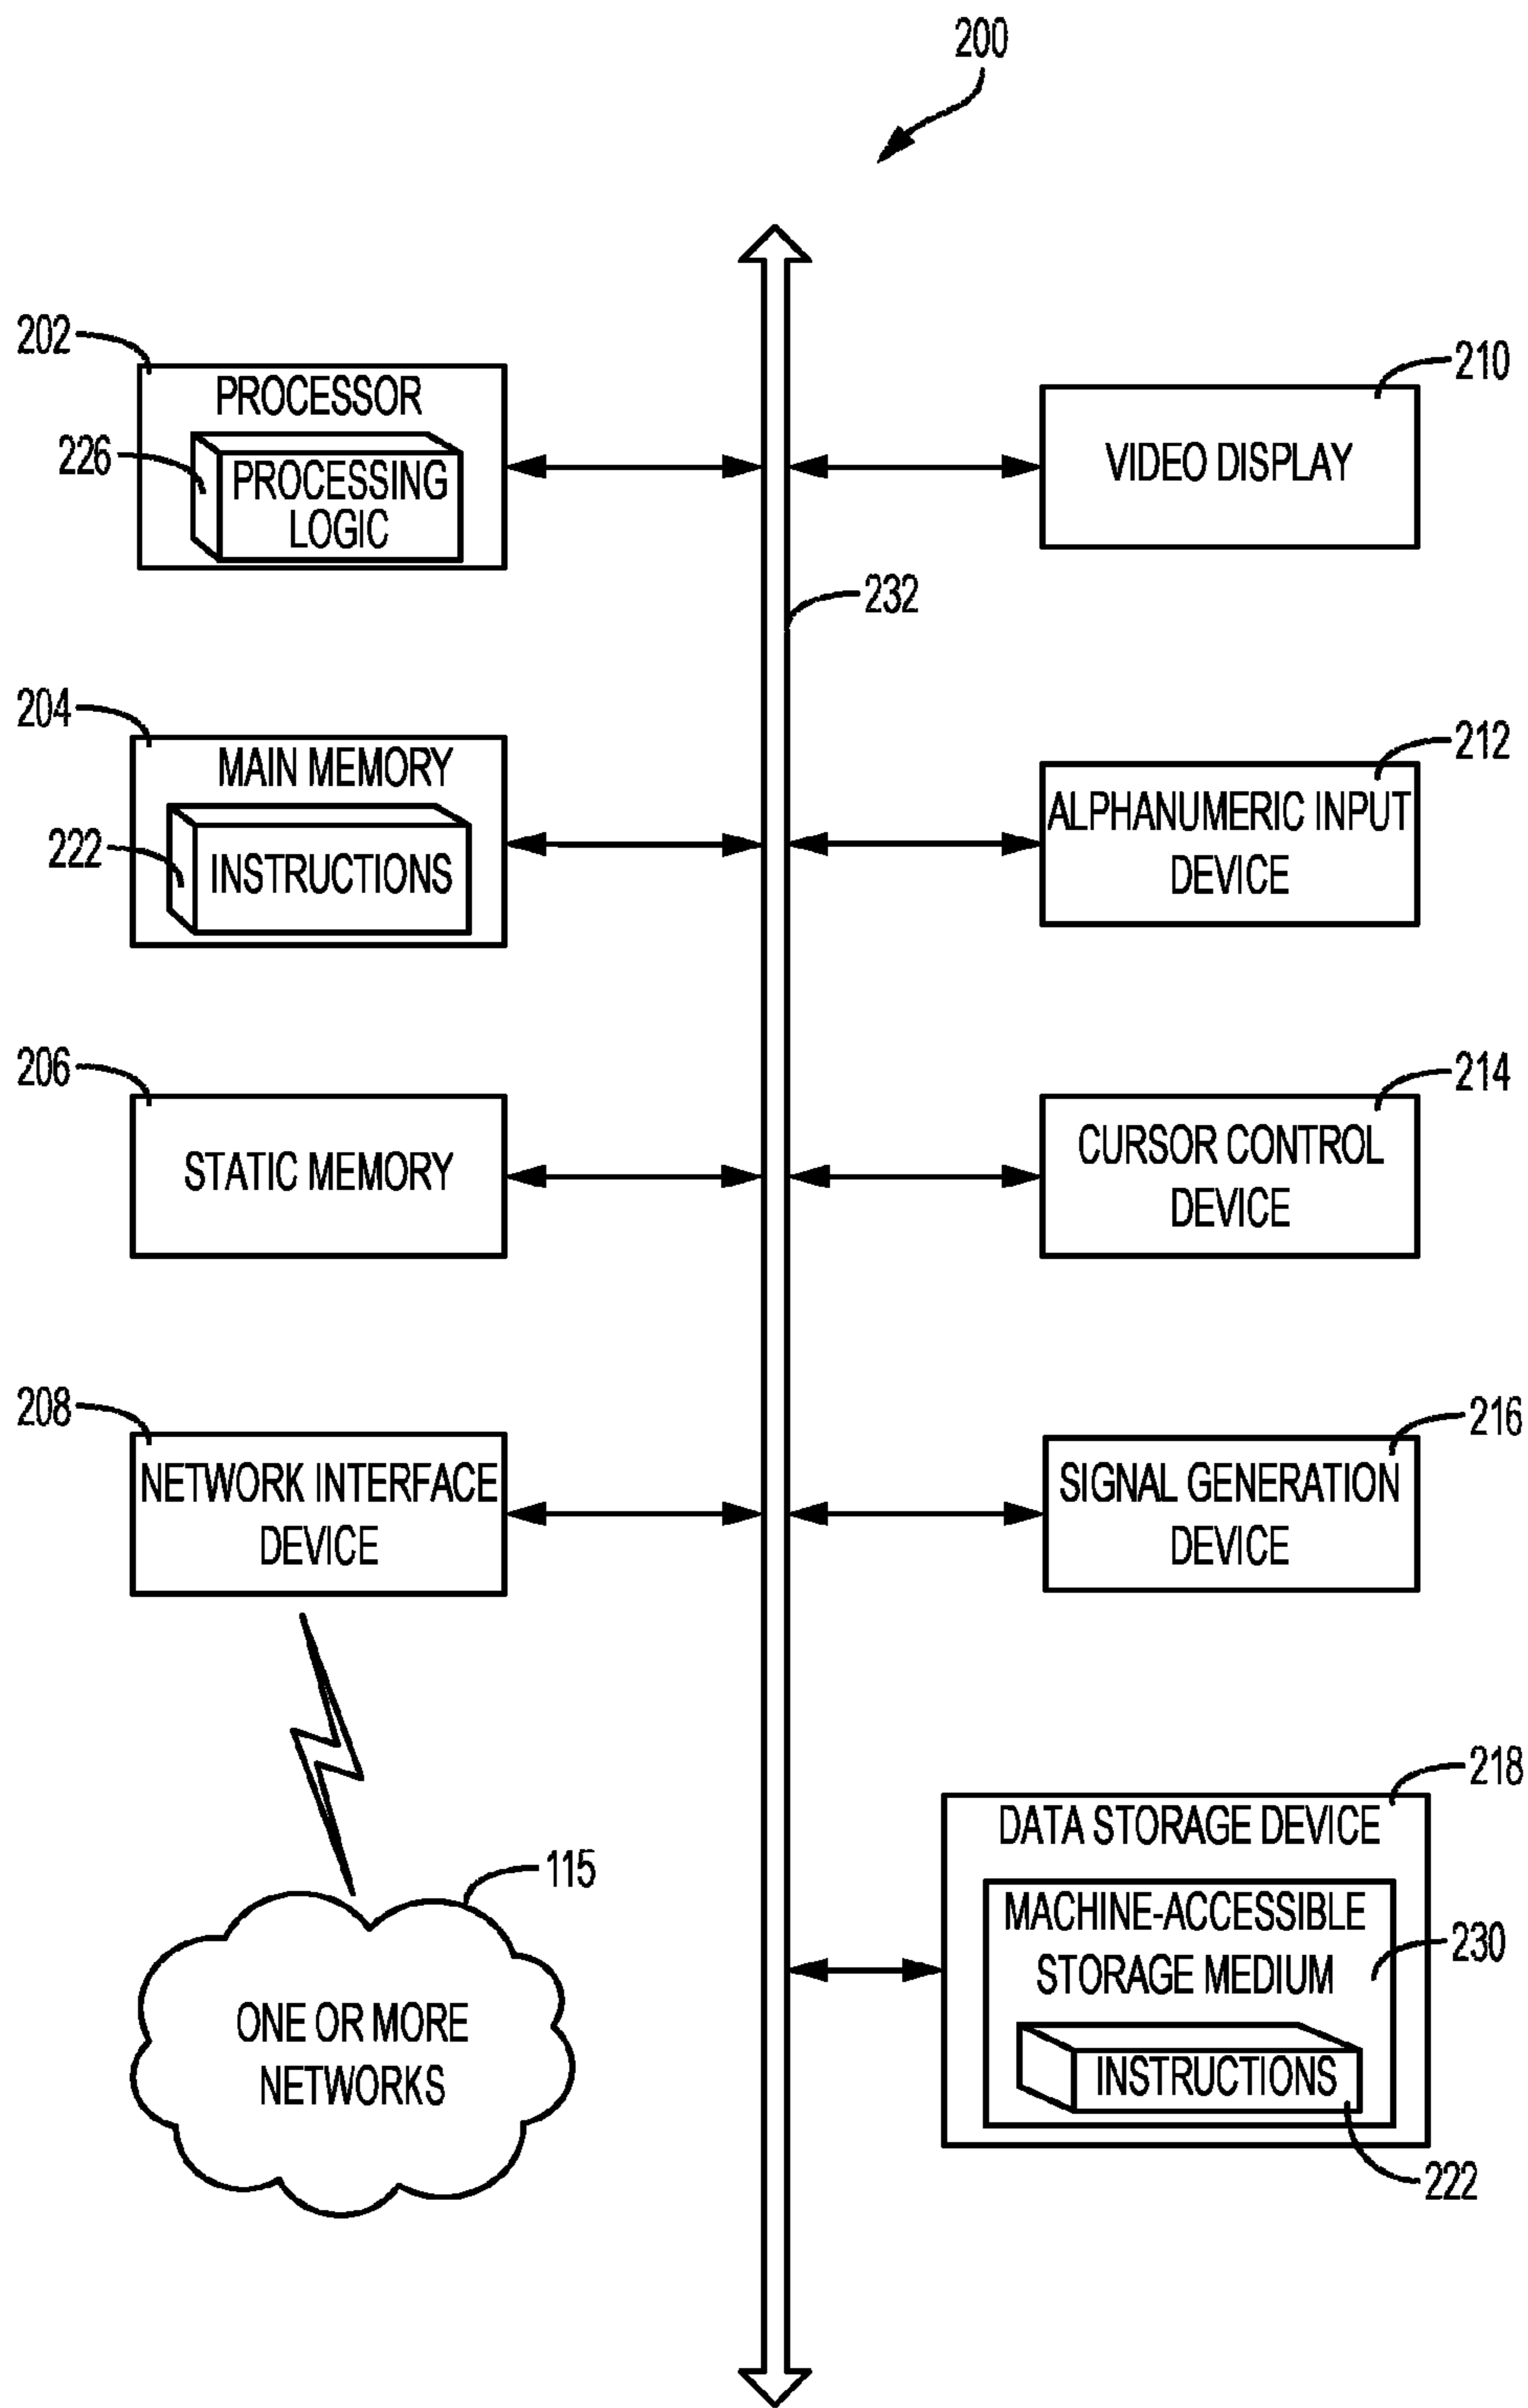 200
202
PROCESSOR
226
PROCESSING
LOGIC
210
VIDEO DISPLAY
232
204
MAIN MEMORY
222
INSTRUCTIONS
212
ALPHANUMERIC INPUT
DEVICE
206
STATIC MEMORY
214
CURSOR CONTROL
DEVICE
208
NETWORK INTERFACE
DEVICE
216
SIGNAL GENERATION
DEVICE
115
ONE OR MORE
NETWORKS
218
DATA STORAGE DEVICE
MACHINE-ACCESSIBLE
STORAGE MEDIUM
230
INSTRUCTIONS
222